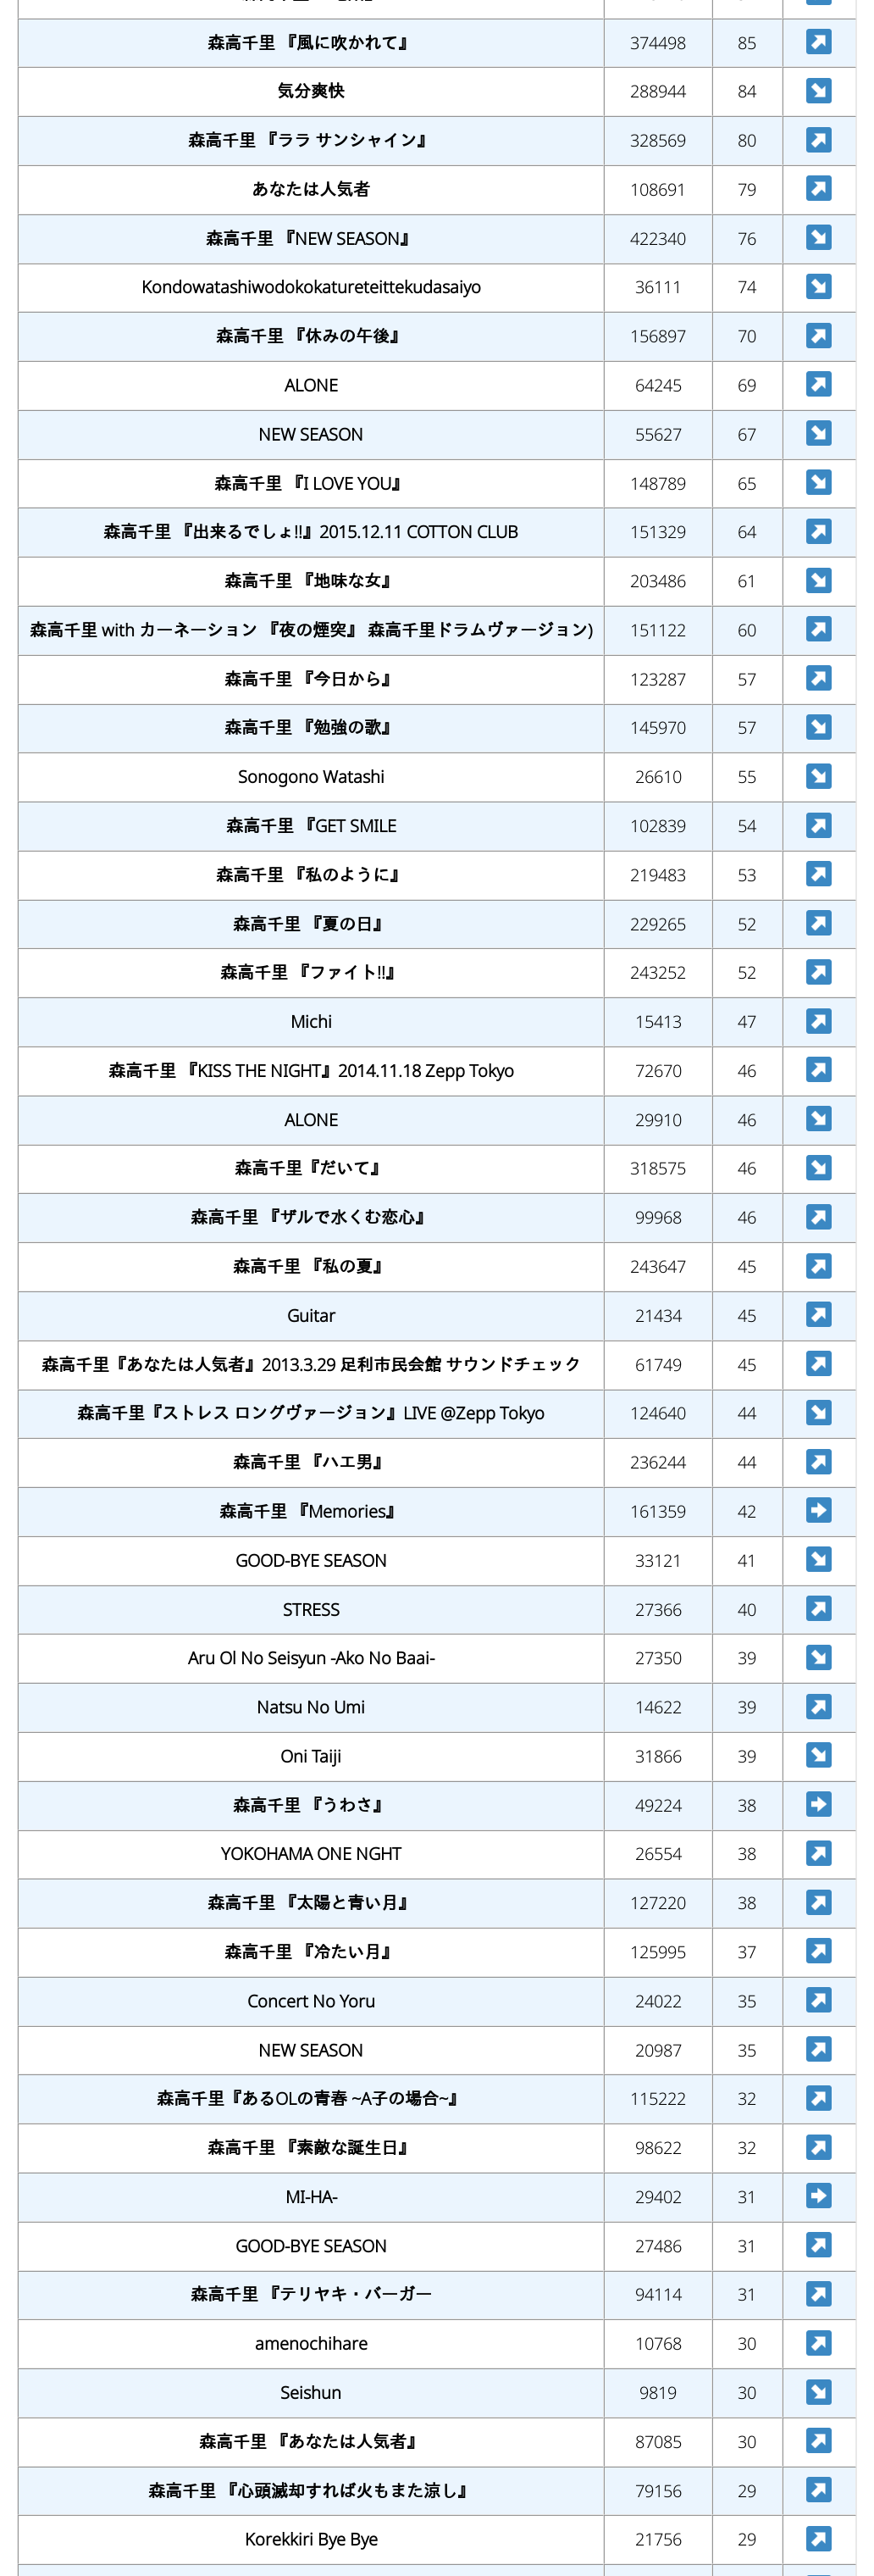 森高千里 『風に吹かれて』 374498 85
気分爽快 288944 84
森高千里 『ララ サンシャイン』 328569 80
あなたは人気者 108691 79
森高千里 『NEW SEASON』 422340 76
Kondowatashiwodokokatureteittekudasaiyo 36111 74
森高千里 『休みの午後』 156897 70
ALONE 64245 69
NEW SEASON 55627 67
森高千里 『I LOVE YOU』 148789 65
森高千里 『出来るでしょ!!』2015.12.11 COTTON CLUB 151329 64
森高千里 『地味な女』 203486 61
森高千里 with カーネーション 『夜の煙突』 森高千里ドラムヴァージョン) 151122 60
森高千里 『今日から』 123287 57
森高千里 『勉強の歌』 145970 57
Sonogono Watashi 26610 55
森高千里 『GET SMILE 102839 54
森高千里 『私のように』 219483 53
森高千里 『夏の日』 229265 52
森高千里 『ファイト!!』 243252 52
Michi 15413 47
森高千里 『KISS THE NIGHT』2014.11.18 Zepp Tokyo 72670 46
ALONE 29910 46
森高千里『だいて』 318575 46
森高千里 『ザルで水くむ恋心』 99968 46
森高千里 『私の夏』 243647 45
Guitar 21434 45
森高千里『あなたは人気者』2013.3.29 足利市民会館 サウンドチェック 61749 45
森高千里『ストレス ロングヴァージョン』LIVE @Zepp Tokyo 124640 44
森高千里 『ハエ男』 236244 44
森高千里 『Memories』 161359 42
GOOD-BYE SEASON 33121 41
STRESS 27366 40
Aru Ol No Seisyun -Ako No Baai- 27350 39
Natsu No Umi 14622 39
Oni Taiji 31866 39
森高千里 『うわさ』 49224 38
YOKOHAMA ONE NGHT 26554 38
森高千里 『太陽と青い月』 127220 38
森高千里 『冷たい月』 125995 37
Concert No Yoru 24022 35
NEW SEASON 20987 35
森高千里『あるOLの青春 ~A子の場合~』 115222 32
森高千里 『素敵な誕生日』 98622 32
MI-HA- 29402 31
GOOD-BYE SEASON 27486 31
森高千里 『テリヤキ・バーガー 94114 31
amenochihare 10768 30
Seishun 9819 30
森高千里 『あなたは人気者』 87085 30
森高千里 『心頭滅却すれば火もまた涼し』 79156 29
Korekkiri Bye Bye 21756 29